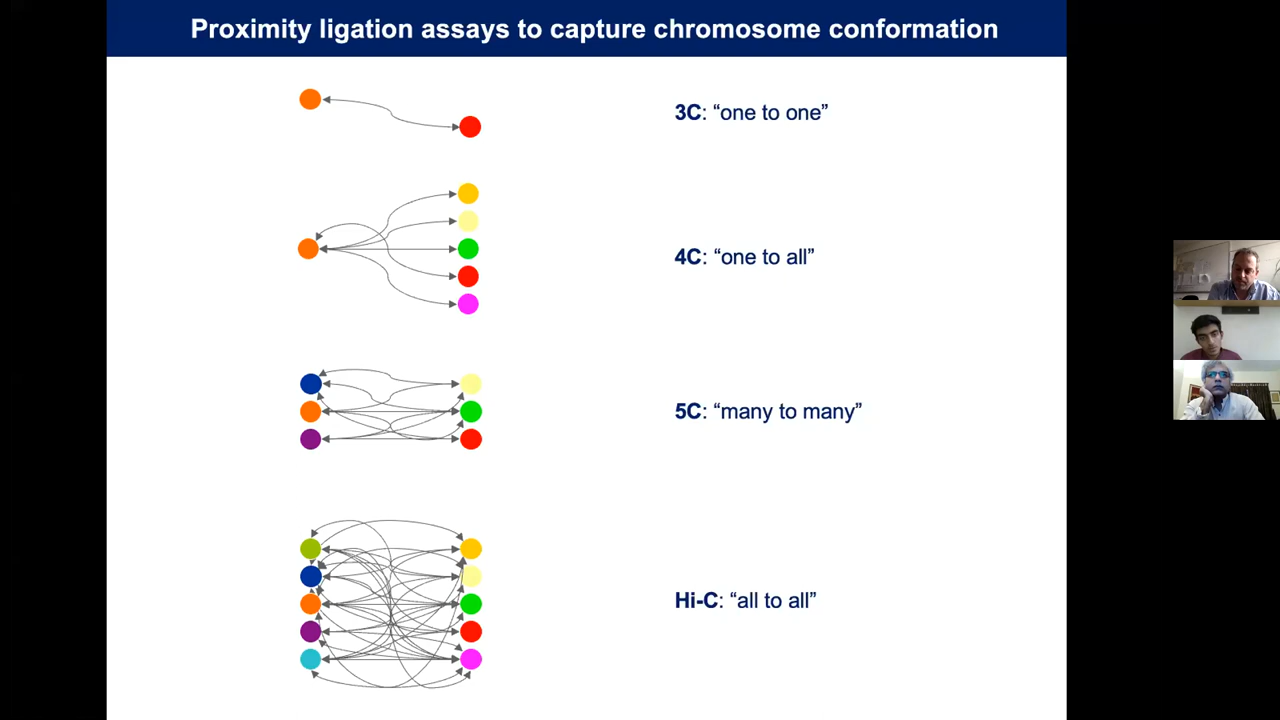 Proximity ligation assays to capture chromosome conformation
3C: “one to one”
4C: “one to all”
5C: “many to many”
Hi-C: “all to all”